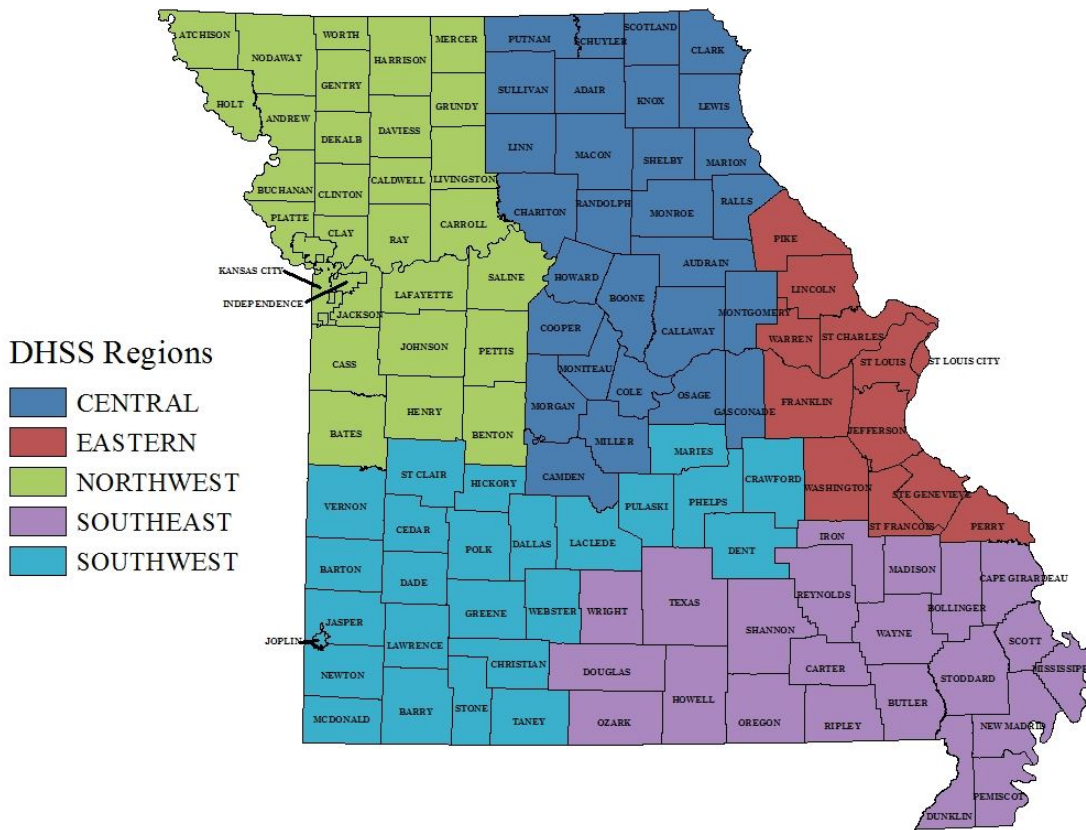 ATCHISON
NODAWAY
WORTH
HARRISON
MERCER
PUTNAM
SCHUYLER
SCOTLAND
CLARK
HOLT
GENTRY
GRUNDY
SULLIVAN
ADAIR
KNOX
LEWIS
ANDREW
DEKALB
DAVIESS
LINN
MACON
SHELBY
MARION
BUCHANAN
CLINTON
CALDWELL
LIVINGSTON
PLATTE
CLAY
RAY
CARROLL
CHARITON
RANDOLPH
MONROE
RALLS
PIKE
KANSAS CITY
INDEPENDENCE
JACKSON
LAFAYETTE
SALINE
HOWARD
BOONE
AUDRAIN
LINCOLN
MONTGOMERY
CALLAWAY
COOPER
WARREN
ST CHARLES
ST LOUIS
ST LOUIS CITY
CASS
JOHNSON
PETTIS
MONITEAU
COLE
OSAGE
GASCONADE
FRANKLIN
JEFFERSON
BATES
HENRY
BENTON
MORGAN
MILLER
MARIES
CAMDEN
DHSS Regions
CENTRAL
EASTERN
NORTHWEST
SOUTHEAST
SOUTHWEST
ST CLAIR
HICKORY
VERNON
CEDAR
POLK
DALLAS
LACLEDE
PULASKI
PHELPS
CRAWFORD
WASHINGTON
STE GENEVIEVE
ST FRANCOIS
PERRY
DENT
IRON
BARTON
DADE
GREENE
WEBSTER
WRIGHT
TEXAS
REYNOLDS
MADISON
CAPE GIRARDEAU
BOLLINGER
JASPER
JOPLIN
LAWRENCE
SHANNON
WAYNE
SCOTT
MISSISSIPPI
NEWTON
CHRISTIAN
DOUGLAS
HOWELL
CARTER
BUTLER
STODDARD
MCDONALD
BARRY
STONE
TANEY
OZARK
OREGON
RIPLEY
NEW MADRID
DUNKLIN
PEMISCOT